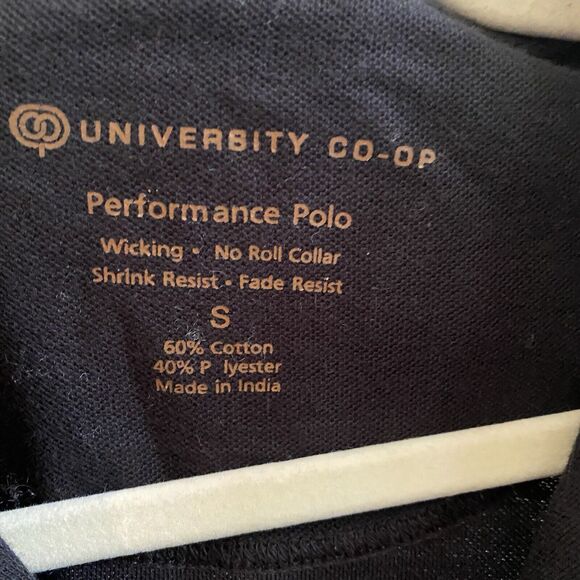 UNIVERSITY CO-OP
Performance Polo
Wicking • No Roll Collar
Shrink Resist • Fade Resist
S
60% Cotton
40% P lyester
Made in India